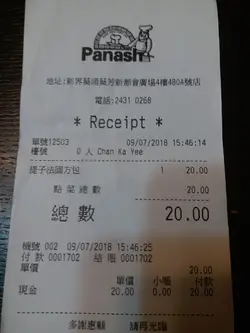 Panash
地址:新界葵涌葵芳新都會廣場4樓480A號店
電話:2431 0268
* Receipt *
單號12503 09/07/2018 15:46:14
檯號 0 人 Chan Ka Yee
提子法國方包 1 20.00
點菜總數 20.00
總數 20.00
機號 002 09/07/2018 15:46:25
付款 0001702 結賬 0001702
單價 20.00
單價 小賬 付款
現金 20.00 0.00 20.00
多謝惠顧 請再光臨